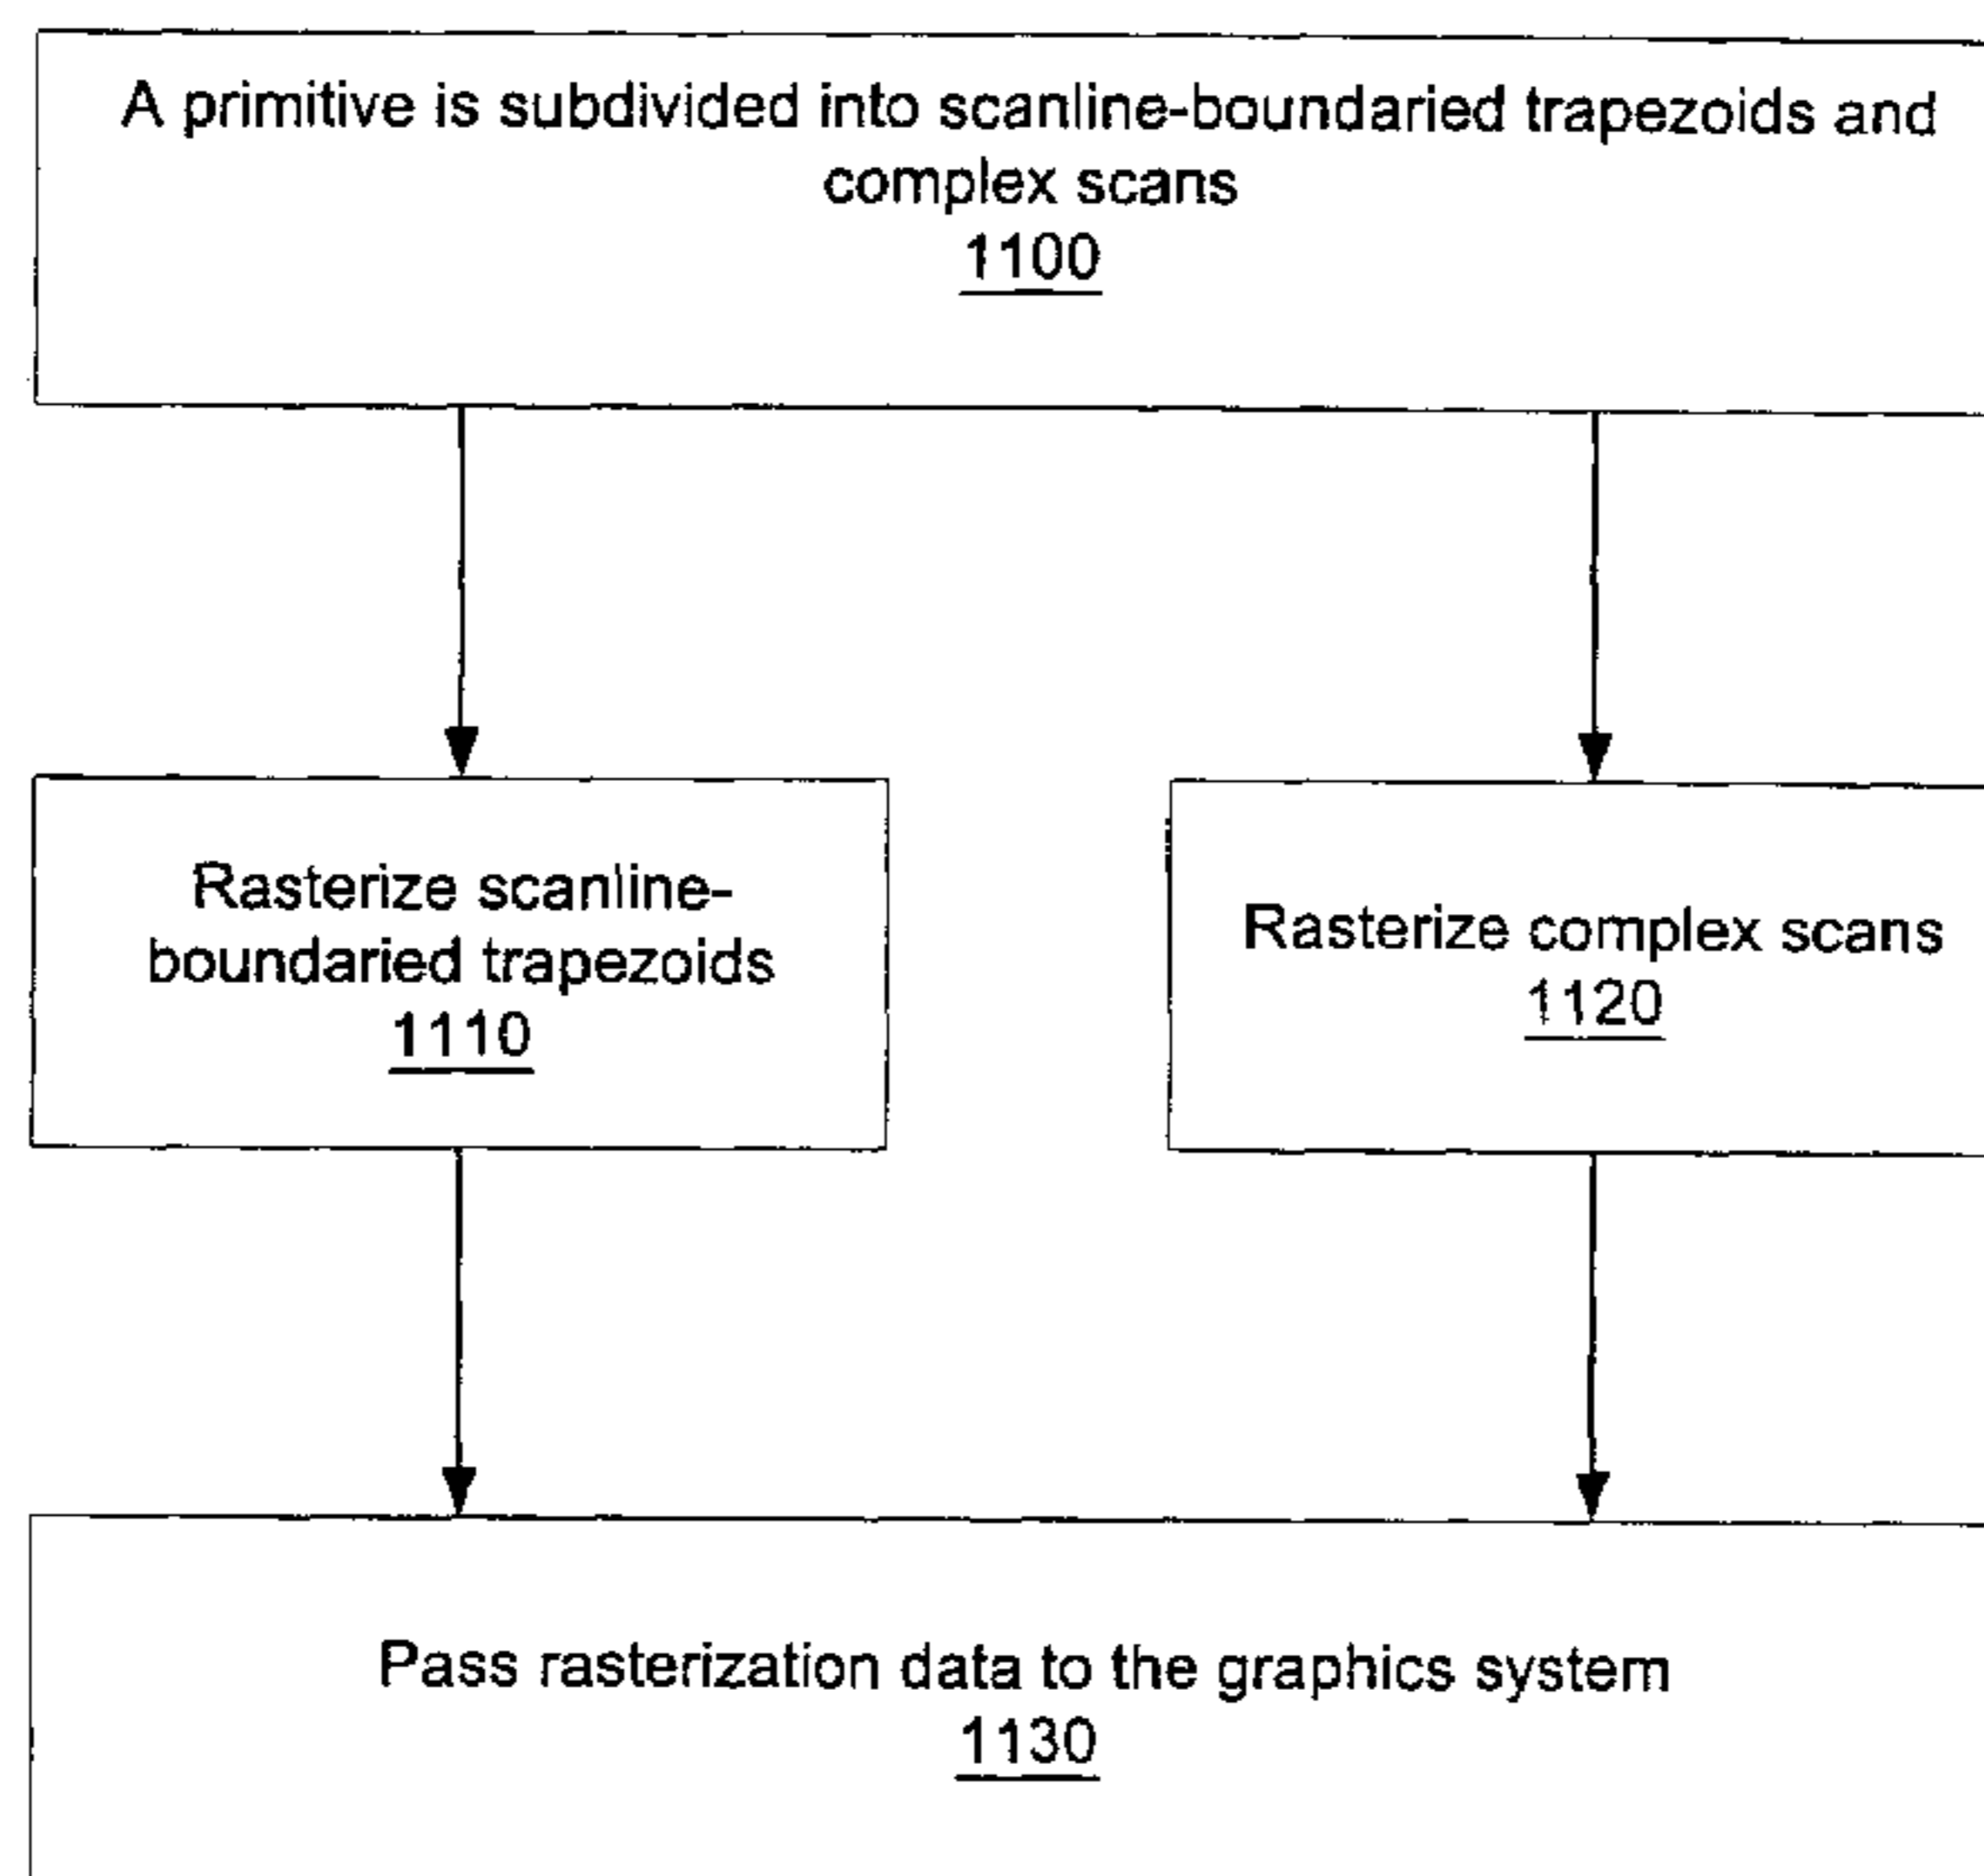 A primitive is subdivided into scanline-boundaried trapezoids and
complex scans
1100
Rasterize scanline-
boundaried trapezoids
1110
Rasterize complex scans
1120
Pass rasterization data to the graphics system
1130